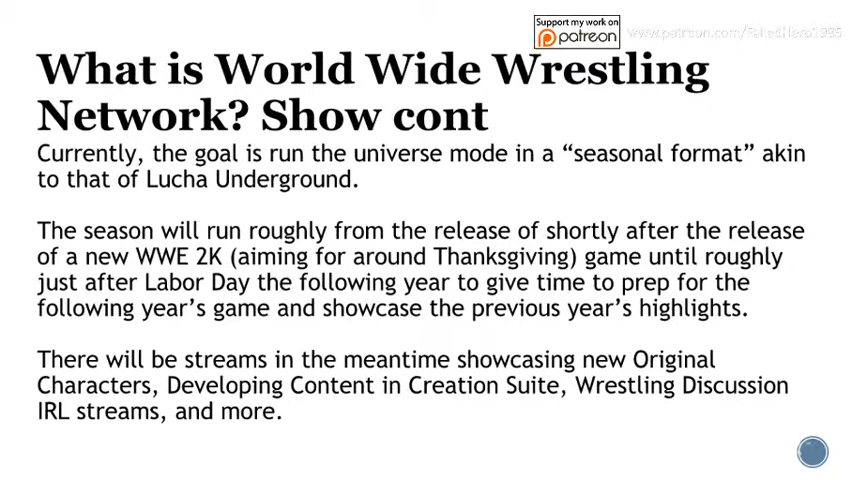 Support my work on
patreon
www.patreon.com/FalledHero1985
What is World Wide Wrestling
Network? Show cont
Currently, the goal is run the universe mode in a “seasonal format” akin
to that of Lucha Underground.
The season will run roughly from the release of shortly after the release
of a new WWE 2K (aiming for around Thanksgiving) game until roughly
just after Labor Day the following year to give time to prep for the
following year’s game and showcase the previous year’s highlights.
There will be streams in the meantime showcasing new Original
Characters, Developing Content in Creation Suite, Wrestling Discussion
IRL streams, and more.